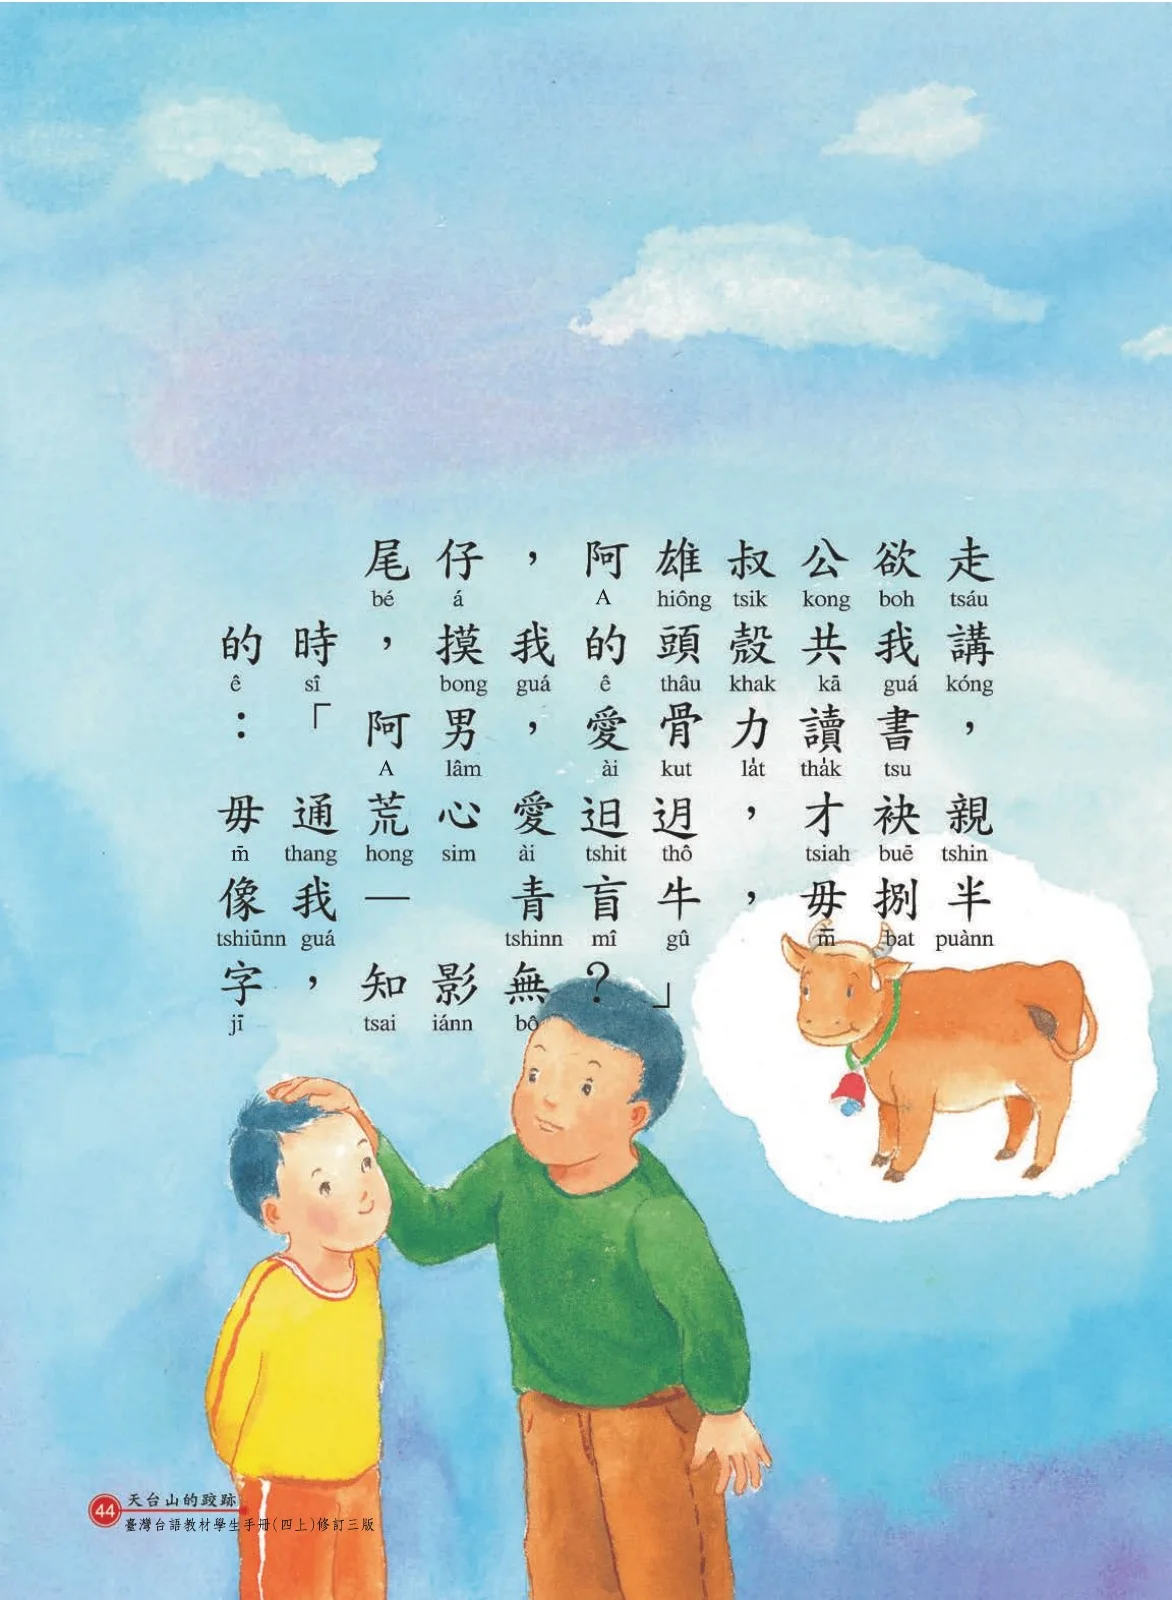 尾仔，阿雄叔公欲走
bé á A hiông tsik kong boh tsáu
的時，摸我的頭殼共我講
ê sî bong guá ê thâu khak kā guá kóng
：「阿男，愛骨力讀書，
A lâm ài kut la̍t tha̍k tsu
毋通荒心愛𨑨迌，才袂親
m̄ thang hong sim ài tshit thô tsiah buē tshin
像我—青盲牛，毋捌半
tshiūnn guá tshinn mî gû m̄ bat puànn
字，知影無？」
jī tsai iánn bô
44
天台山的跤跡
臺灣台語教材學生手冊(四上)修訂三版